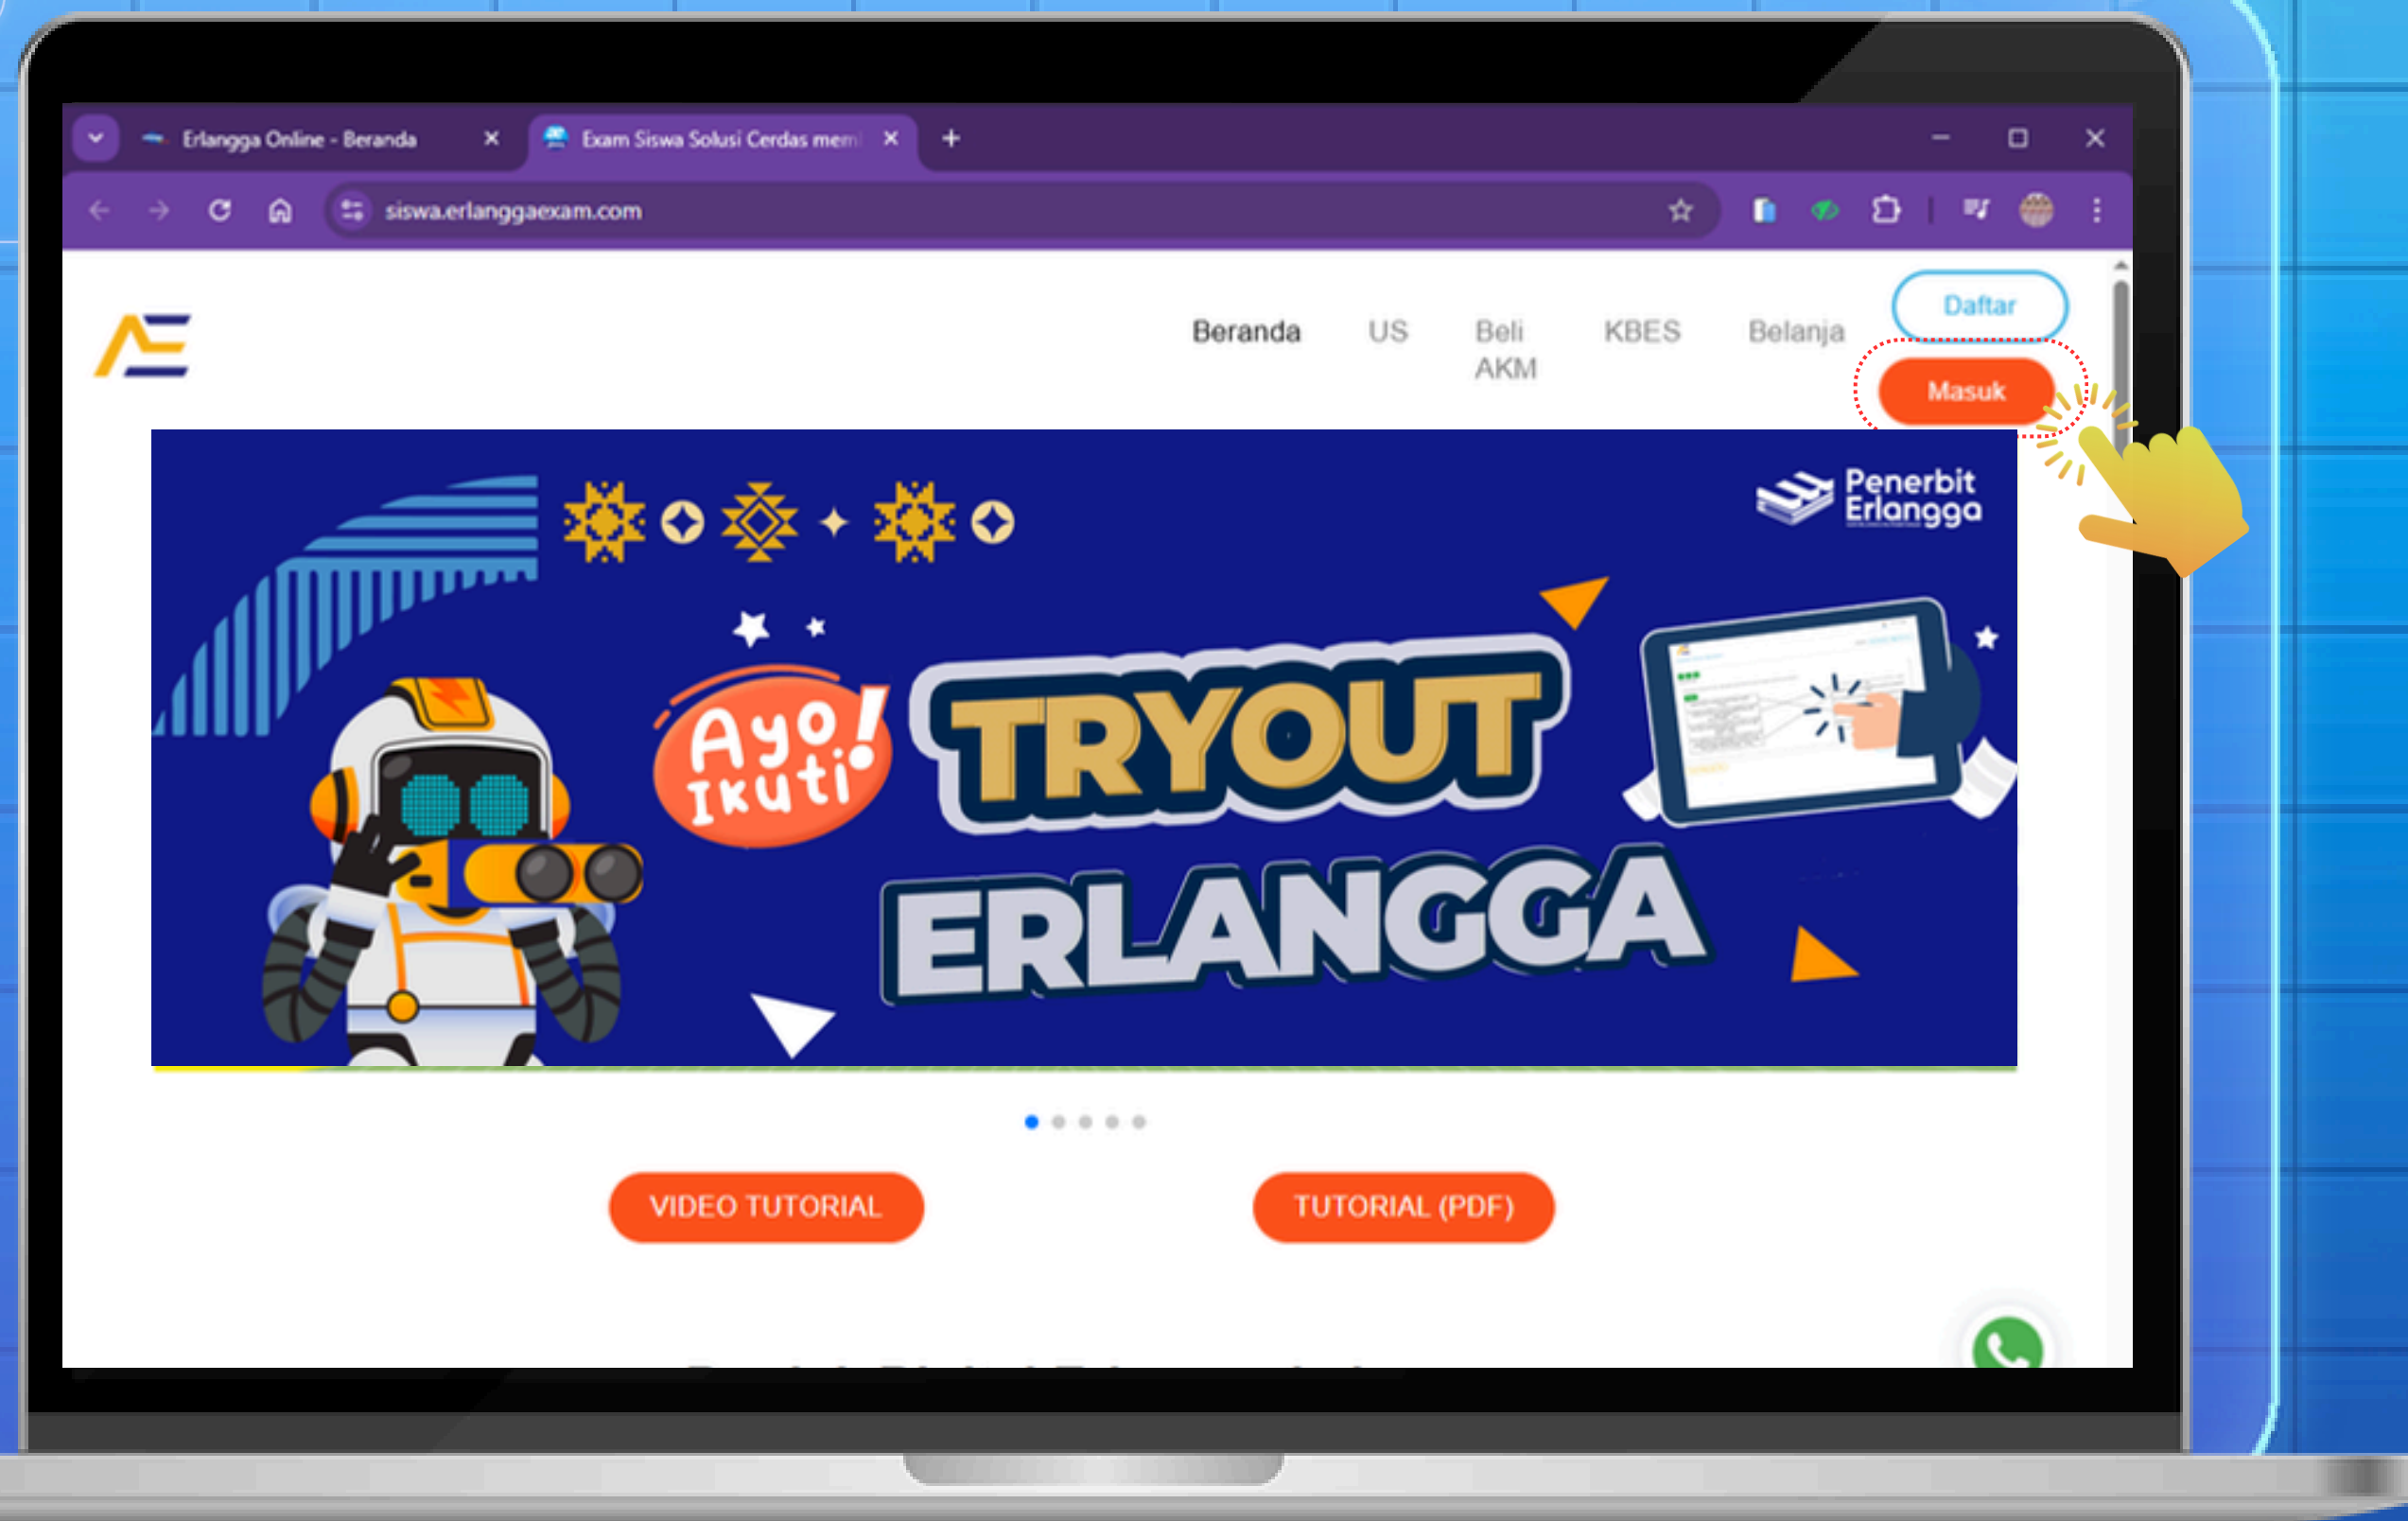 Erlangga Online - Beranda
Exam Siswa Solusi Cerdas mem
siswa.erlanggaexam.com
Daftar
Beranda US Beli AKM KBES Belanja
Masuk
Penerbit
Erlangga
Ayo!
Ikuti
TRYOUT
ERLANGGA
VIDEO TUTORIAL
TUTORIAL (PDF)